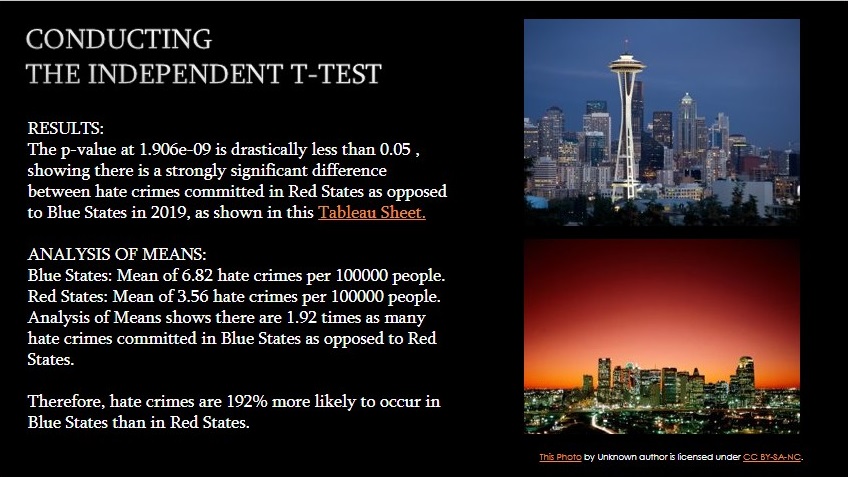 CONDUCTING
THE INDEPENDENT T-TEST
RESULTS:
The p-value at 1.906e-09 is drastically less than 0.05 ,
showing there is a strongly significant difference
between hate crimes committed in Red States as opposed
to Blue States in 2019, as shown in this Tableau Sheet.
ANALYSIS OF MEANS:
Blue States: Mean of 6.82 hate crimes per 100000 people.
Red States: Mean of 3.56 hate crimes per 100000 people.
Analysis of Means shows there are 1.92 times as many
hate crimes committed in Blue States as opposed to Red
States.
Therefore, hate crimes are 192% more likely to occur in
Blue States than in Red States.
This Photo by Unknown author is licensed under CC BY-SA-NC.